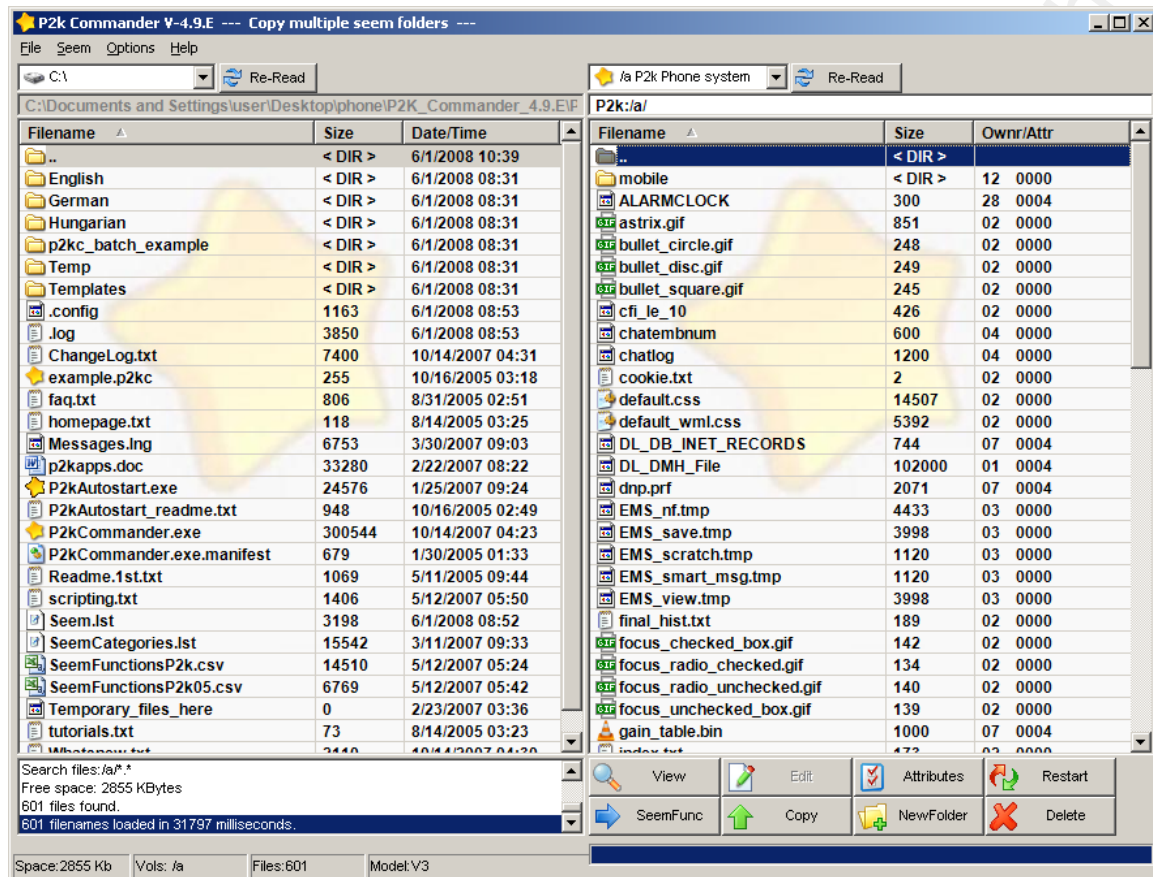 P2k Commander V-4.9.E --- Copy multiple seem folders ---
File Seem Options Help
C:\ Re-Read /a P2k Phone system Re-Read
C:\Documents and Settings\user\Desktop\phone\P2K_Commander_4.9.E\P P2k:/a/
Filename Size Date/Time Filename Size Ownr/Attr
.. < DIR > 6/1/2008 10:39 .. < DIR >
English < DIR > 6/1/2008 08:31 mobile < DIR > 12 0000
German < DIR > 6/1/2008 08:31 ALARMCLOCK 300 28 0004
Hungarian < DIR > 6/1/2008 08:31 astrix.gif 851 02 0000
p2kc_batch_example < DIR > 6/1/2008 08:31 bullet_circle.gif 248 02 0000
Temp < DIR > 6/1/2008 08:31 bullet_disc.gif 249 02 0000
Templates < DIR > 6/1/2008 08:31 bullet_square.gif 245 02 0000
.config 1163 6/1/2008 08:53 cfi_le_10 426 02 0000
.log 3850 6/1/2008 08:53 chatembnum 600 04 0000
ChangeLog.txt 7400 10/14/2007 04:31 chatlog 1200 04 0000
example.p2kc 255 10/16/2005 03:18 cookie.txt 2 02 0000
faq.txt 806 8/31/2005 02:51 default.css 14507 02 0000
homepage.txt 118 8/14/2005 03:25 default_wml.css 5392 02 0000
Messages.lng 6753 3/30/2007 09:03 DL_DB_INET_RECORDS 744 07 0004
p2kapps.doc 33280 2/22/2007 08:22 DL_DMH_File 102000 01 0004
P2kAutostart.exe 24576 1/25/2007 09:24 dnp.prf 2071 07 0004
P2kAutostart_readme.txt 948 10/16/2005 02:49 EMS_nf.tmp 4433 03 0000
P2kCommander.exe 300544 10/14/2007 04:23 EMS_save.tmp 3998 03 0000
P2kCommander.exe.manifest 679 1/30/2005 01:33 EMS_scratch.tmp 1120 03 0000
Readme.1st.txt 1069 5/11/2005 09:44 EMS_smart_msg.tmp 1120 03 0000
scripting.txt 1406 5/12/2007 05:50 EMS_view.tmp 3998 03 0000
Seem.lst 3198 6/1/2008 08:52 final_hist.txt 189 02 0000
SeemCategories.lst 15542 3/11/2007 09:33 focus_checked_box.gif 142 02 0000
SeemFunctionsP2k.csv 14510 5/12/2007 05:24 focus_radio_checked.gif 134 02 0000
SeemFunctionsP2k05.csv 6769 5/12/2007 05:42 focus_radio_unchecked.gif 140 02 0000
Temporary_files_here 0 2/23/2007 03:36 focus_unchecked_box.gif 139 02 0000
tutorials.txt 73 8/14/2005 03:23 gain_table.bin 1000 07 0004
Search files:/a/*.*
Free space: 2855 KBytes
601 files found.
601 filenames loaded in 31797 milliseconds.
View Edit Attributes Restart
SeemFunc Copy NewFolder Delete
Space:2855 Kb Vols: /a Files:601 Model:V3